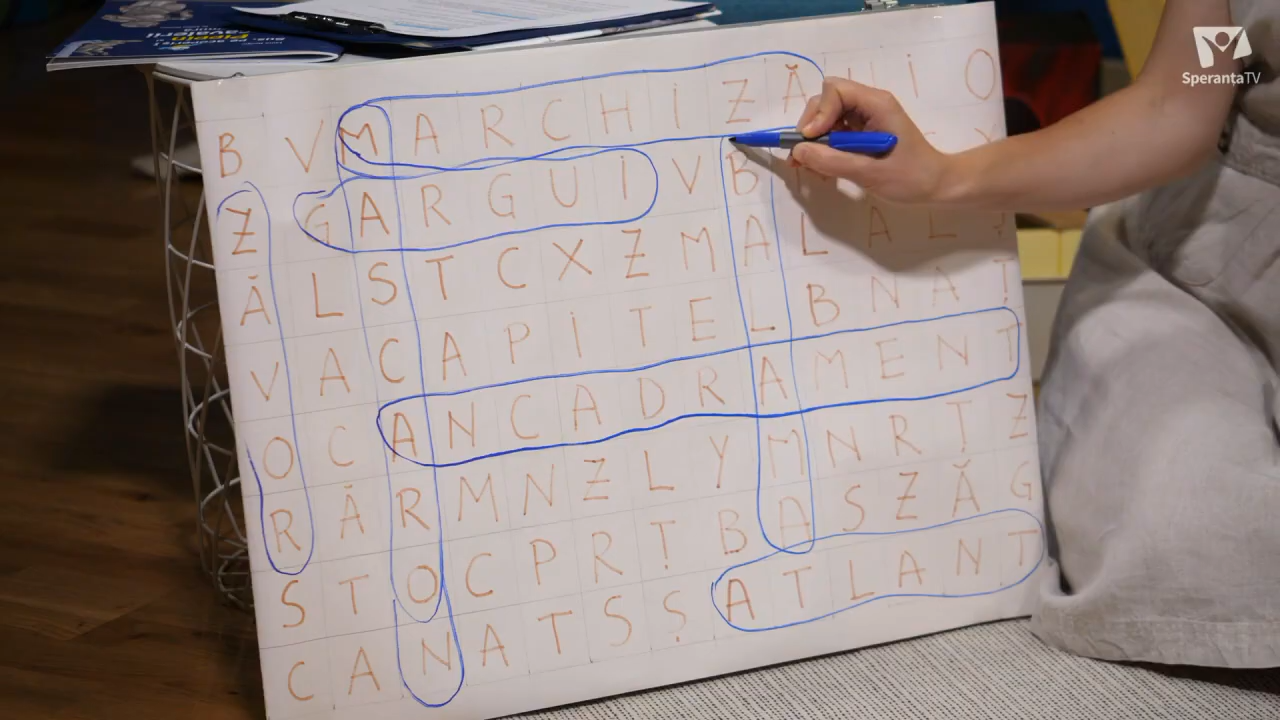 SperantaTV
B V M A R C H I Z Ă I O
Z G A R G U I V B
Ă L S T C X Z M A L A L
V A C A P I T E L B N A Ț
O C A N C A D R A M E N T
R Ă R M N Z L Y M N R Ț Z
S T O C P R Ț B A S Z Ă G
C A N A T S Ș A T L A N T